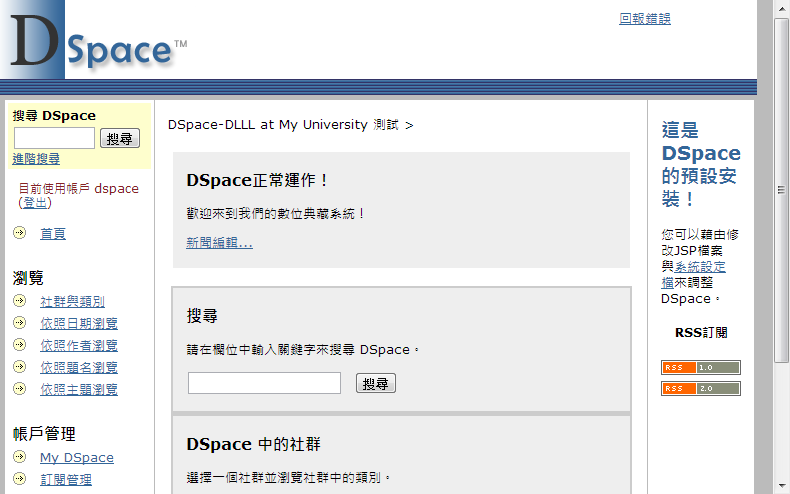 DSpace™
回報錯誤
搜尋 DSpace
搜尋
進階搜尋
目前使用帳戶 dspace
(登出)
首頁
瀏覽
社群與類別
依照日期瀏覽
依照作者瀏覽
依照題名瀏覽
依照主題瀏覽
帳戶管理
My DSpace
訂閱管理
DSpace-DLLL at My University 測試 >
DSpace正常運作！
歡迎來到我們的數位典藏系統！
新聞編輯...
搜尋
請在欄位中輸入關鍵字來搜尋 DSpace。
搜尋
DSpace 中的社群
選擇一個社群並瀏覽社群中的類別。
這是
DSpace
的預設安
裝！
您可以藉由修
改JSP檔案
與系統設定
檔來調整
DSpace。
RSS訂閱
RSS 1.0
RSS 2.0